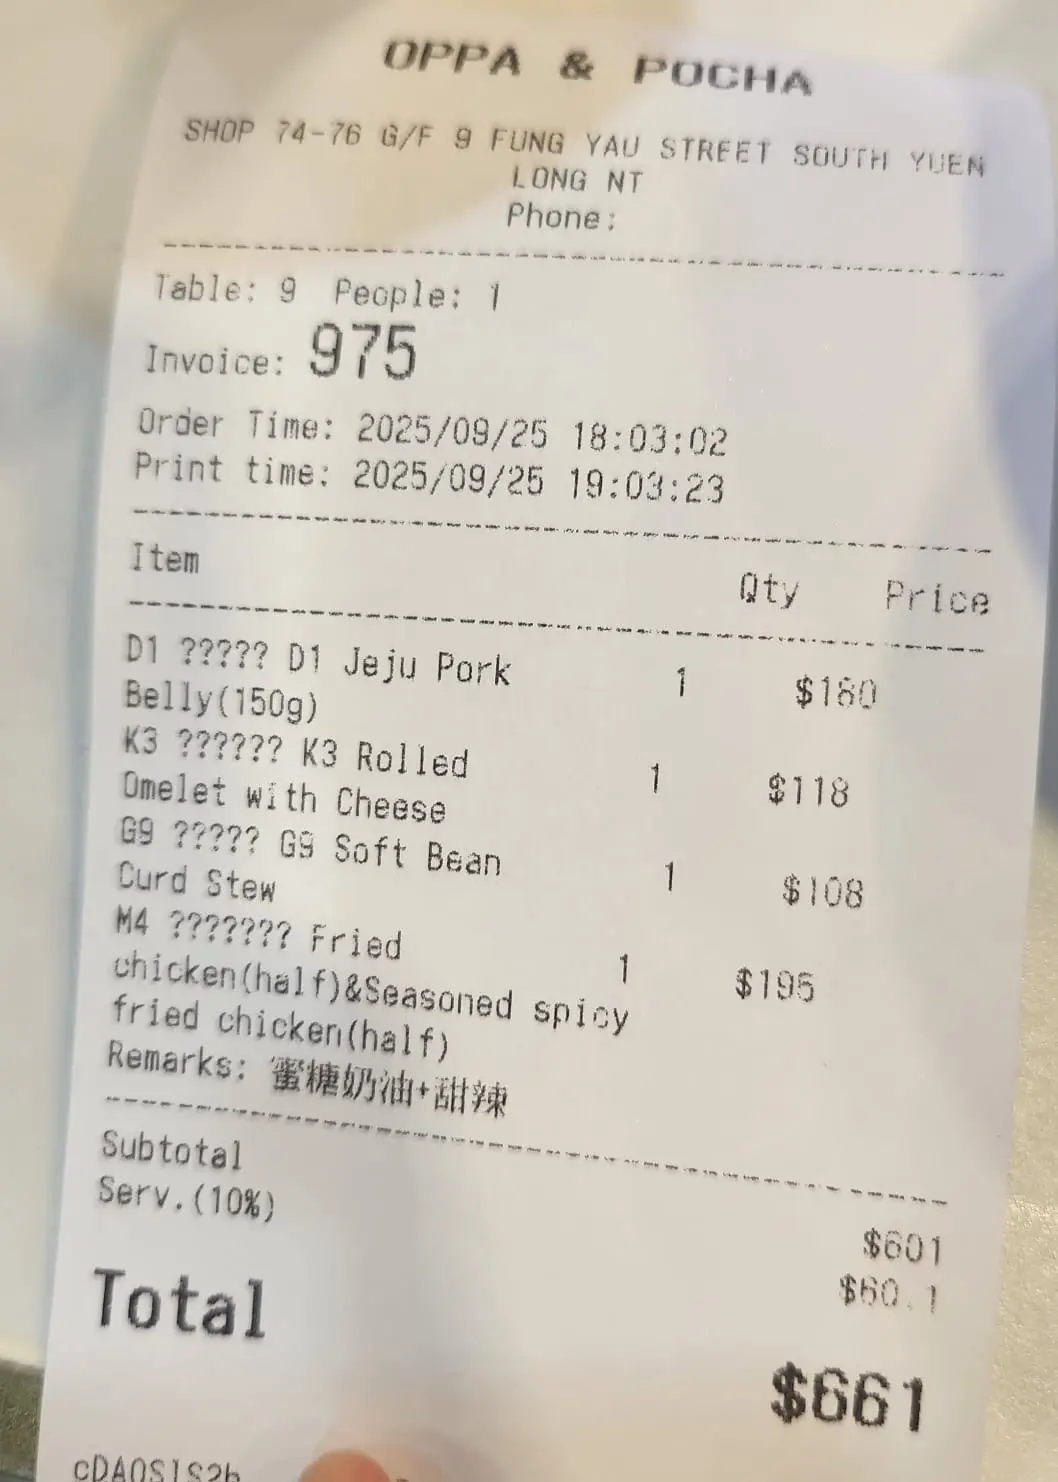 OPPA & POCHA
SHOP 74-76 G/F 9 FUNG YAU STREET SOUTH YUEN
LONG NT
Phone:
Table: 9 People: 1
Invoice: 975
Order Time: 2025/09/25 18:03:02
Print time: 2025/09/25 19:03:23
Item Qty Price
D1 ????? D1 Jeju Pork 1 $180
Belly(150g)
K3 ?????? K3 Rolled 1 $118
Omelet with Cheese
G9 ????? G9 Soft Bean 1 $108
Curd Stew
M4 ??????? Fried 1 $195
chicken(half)&Seasoned spicy
fried chicken(half)
Remarks: 蜜糖奶油+甜辣
Subtotal $601
Serv.(10%) $60.1
Total $661